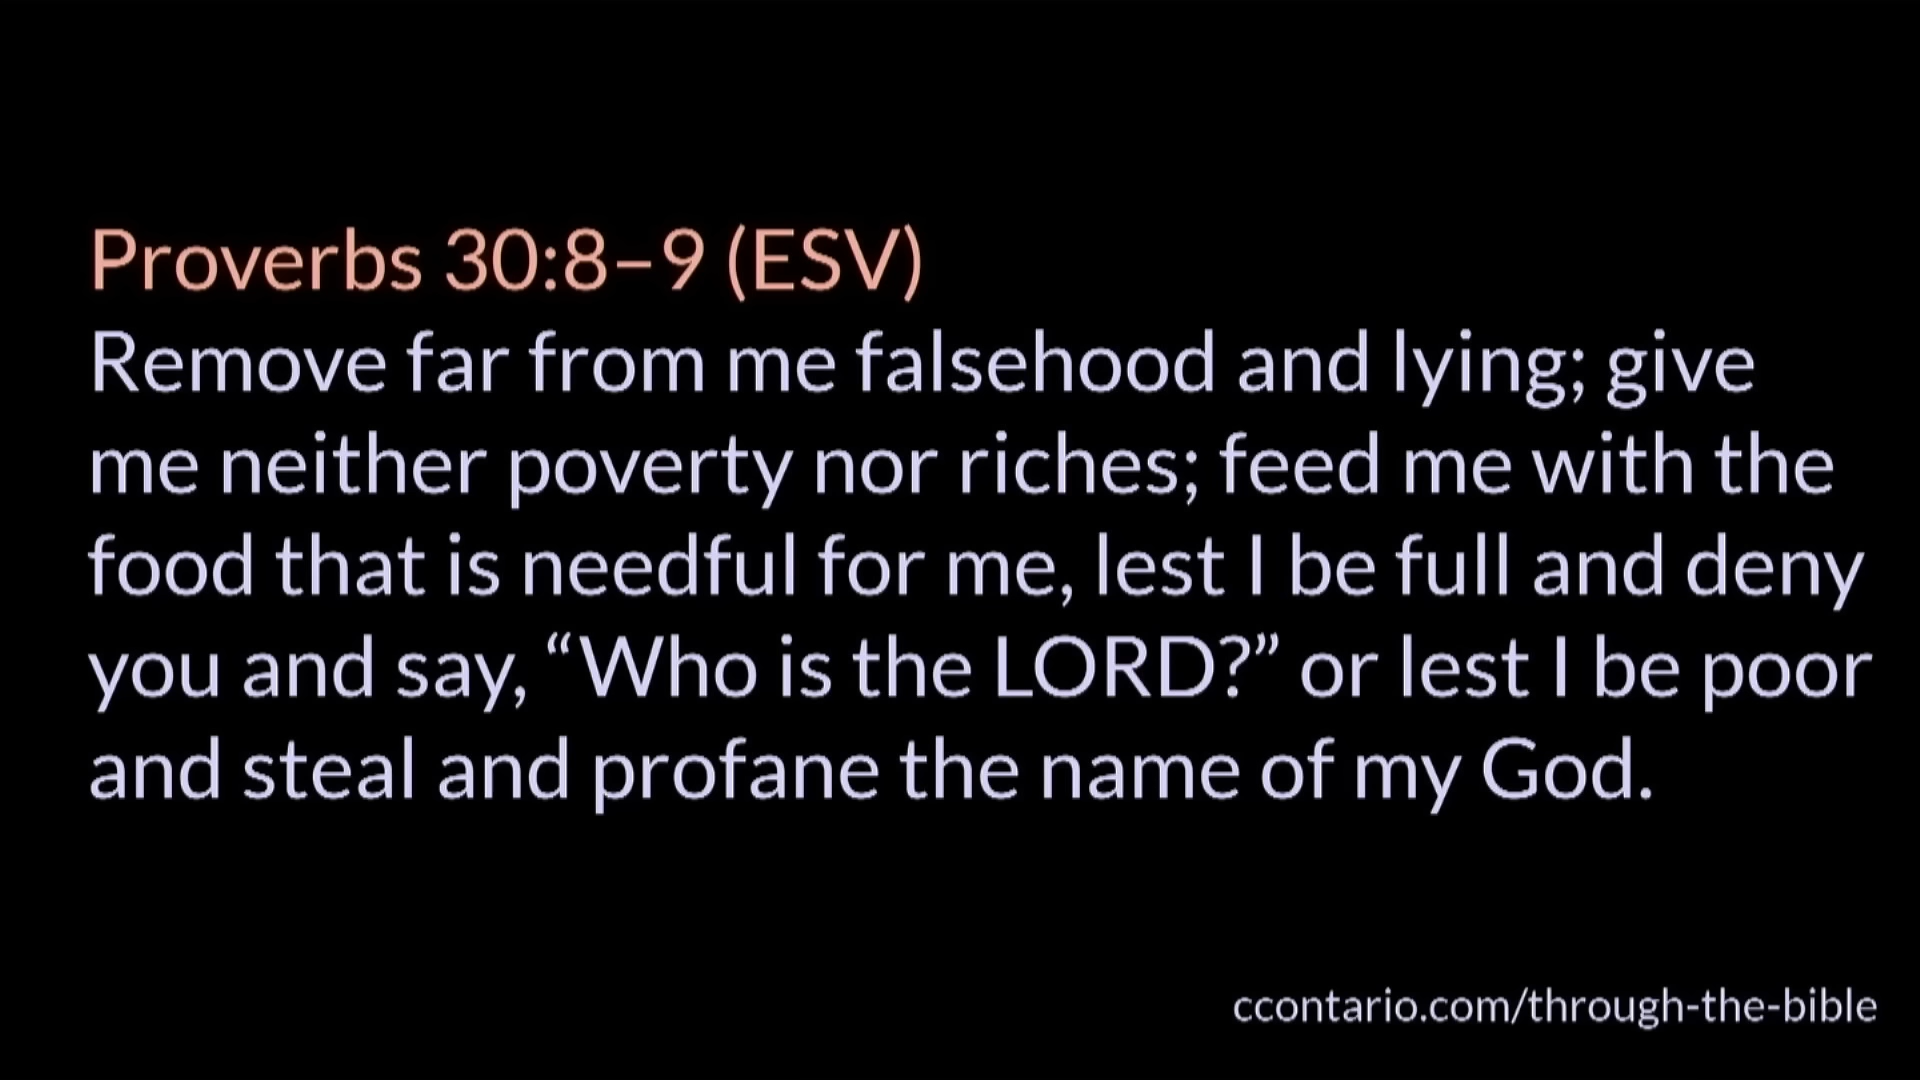 Proverbs 30:8–9 (ESV)
Remove far from me falsehood and lying; give
me neither poverty nor riches; feed me with the
food that is needful for me, lest I be full and deny
you and say, “Who is the LORD?” or lest I be poor
and steal and profane the name of my God.
ccontario.com/through-the-bible